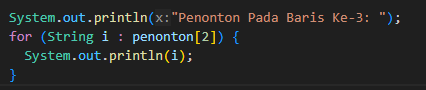 System.out.println(x:"Penonton Pada Baris Ke-3: ");
for (String i : penonton[2]) {
  System.out.println(i);
}